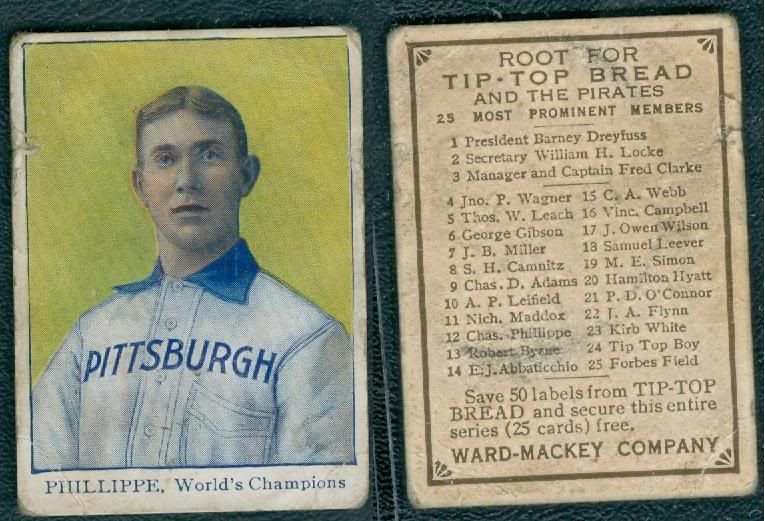 PITTSBURGH
PHILLIPPE, World's Champions
ROOT FOR
TIP-TOP BREAD
AND THE PIRATES
25 MOST PROMINENT MEMBERS
1 President Barney Dreyfuss
2 Secretary William H. Locke
3 Manager and Captain Fred Clarke
4 Jno. P. Wagner
5 Thos. W. Leach
6 George Gibson
7 J. B. Miller
8 S. H. Camnitz
9 Chas. D. Adams
10 A. P. Leifield
11 Nich. Maddox
12 Chas. Phillippe
13 Robert Byrne
14 E. J. Abbaticchio
15 C. A. Webb
16 Vinc. Campbell
17 J. Owen Wilson
18 Samuel Leever
19 M. E. Simon
20 Hamilton Hyatt
21 P. D. O'Connor
22 J. A. Flynn
23 Kirb White
24 Tip Top Boy
25 Forbes Field
Save 50 labels from TIP-TOP
BREAD and secure this entire
series (25 cards) free.
WARD-MACKEY COMPANY